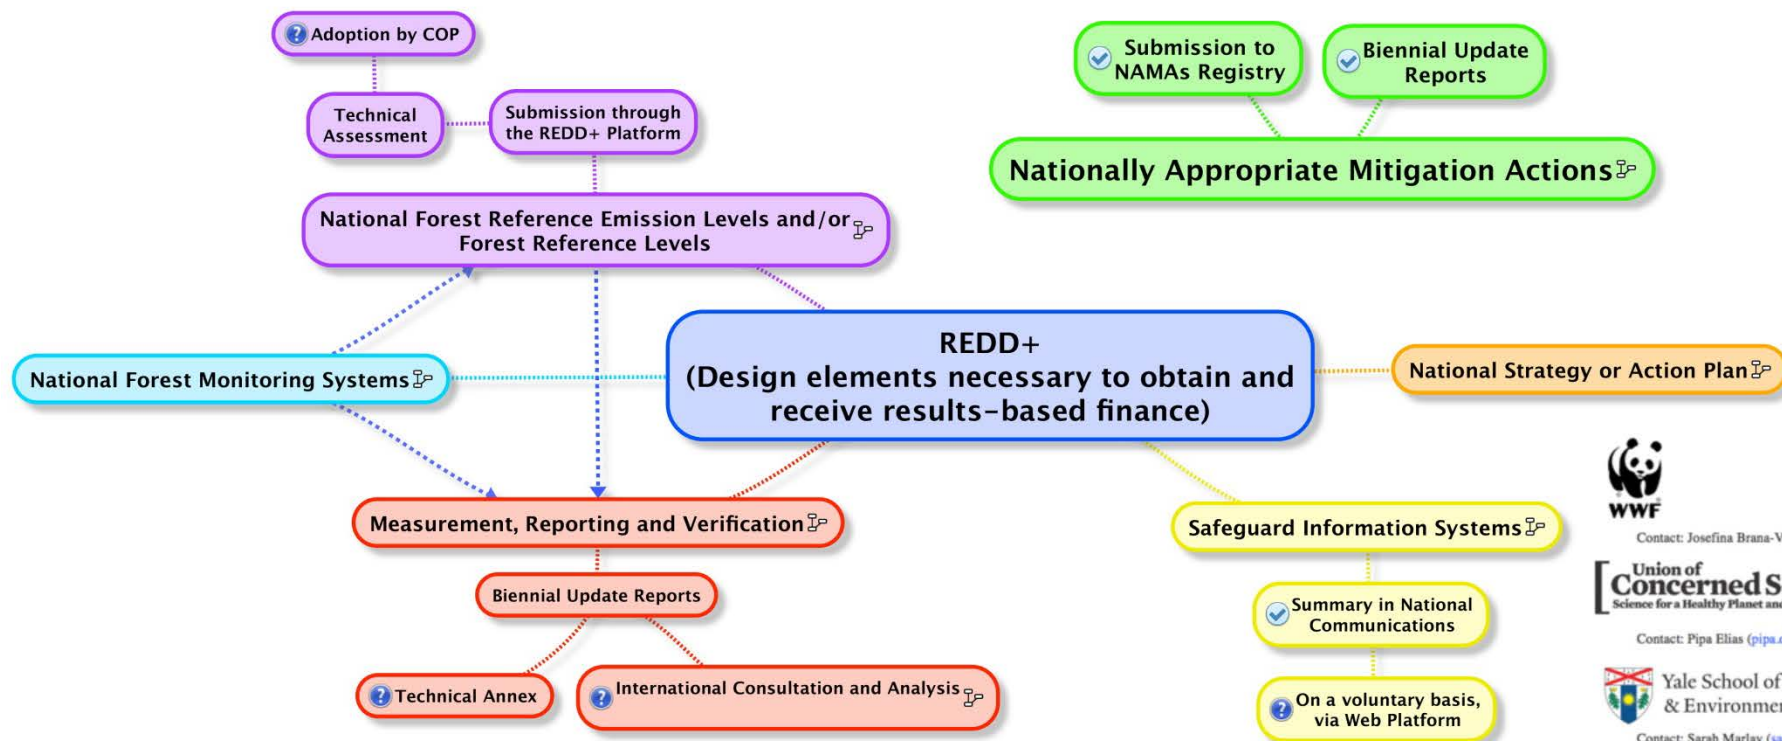 Adoption by COP
Technical
Assessment
Submission through
the REDD+ Platform
National Forest Reference Emission Levels and/or
Forest Reference Levels
Submission to
NAMAs Registry
Biennial Update
Reports
Nationally Appropriate Mitigation Actions
National Forest Monitoring Systems
REDD+
(Design elements necessary to obtain and
receive results-based finance)
National Strategy or Action Plan
Measurement, Reporting and Verification
Biennial Update Reports
Technical Annex
International Consultation and Analysis
Safeguard Information Systems
Summary in National
Communications
On a voluntary basis,
via Web Platform
WWF
Contact: Josefina Brana-V
Union of
Concerned S
Science for a Healthy Planet and
Contact: Pipa Elias (pipa.
Yale School of
& Environmen
Contact: Sarah Marlay (sa